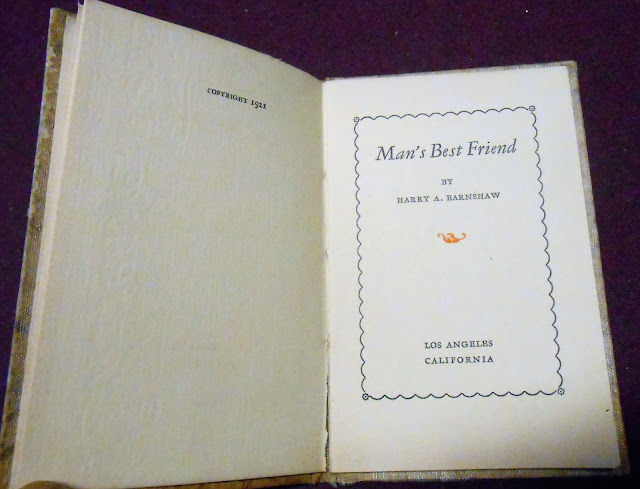 COPYRIGHT 1921
Man's Best Friend
BY
HARRY A. EARNSHAW
LOS ANGELES
CALIFORNIA